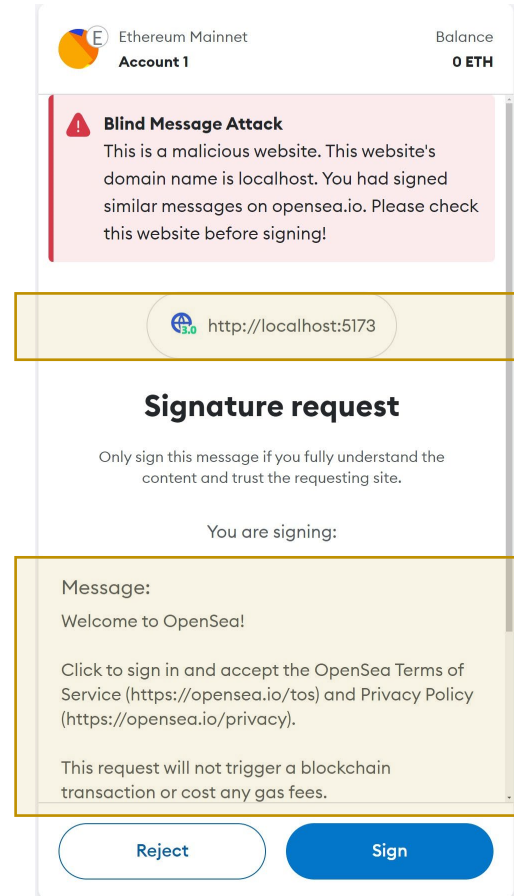 E Ethereum Mainnet Balance
Account 1 0 ETH
Blind Message Attack
This is a malicious website. This website's
domain name is localhost. You had signed
similar messages on opensea.io. Please check
this website before signing!
3.0 http://localhost:5173
Signature request
Only sign this message if you fully understand the
content and trust the requesting site.
You are signing:
Message:
Welcome to OpenSea!
Click to sign in and accept the OpenSea Terms of
Service (https://opensea.io/tos) and Privacy Policy
(https://opensea.io/privacy).
This request will not trigger a blockchain
transaction or cost any gas fees.
Reject Sign